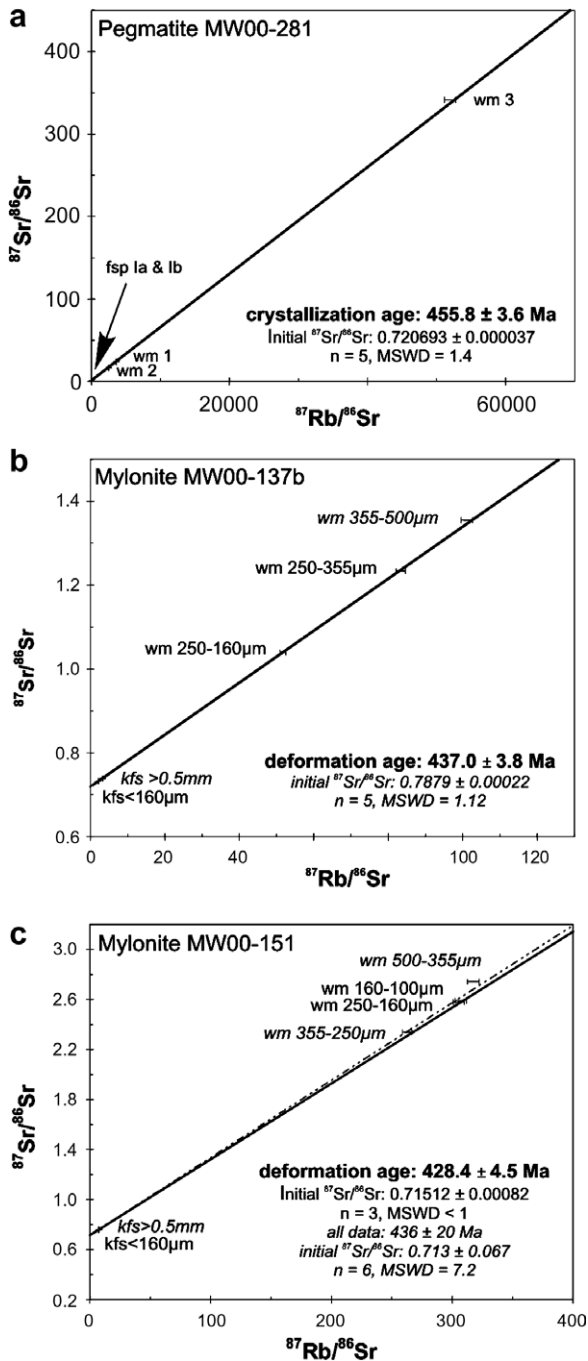 a
Pegmatite MW00-281
400
300
200
100
0
⁸⁷Sr/⁸⁶Sr
wm 3
fsp Ia & Ib
wm 1
wm 2
crystallization age: 455.8 ± 3.6 Ma
Initial ⁸⁷Sr/⁸⁶Sr: 0.720693 ± 0.000037
n = 5, MSWD = 1.4
0 20000 60000
⁸⁷Rb/⁸⁶Sr
b
Mylonite MW00-137b
1.4
1.2
1.0
0.8
0.6
⁸⁷Sr/⁸⁶Sr
wm 355-500µm
wm 250-355µm
wm 250-160µm
kfs >0.5mm
kfs<160µm
deformation age: 437.0 ± 3.8 Ma
initial ⁸⁷Sr/⁸⁶Sr: 0.7879 ± 0.00022
n = 5, MSWD = 1.12
0 20 40 60 80 100 120
⁸⁷Rb/⁸⁶Sr
c
Mylonite MW00-151
3.0
2.6
2.2
1.8
1.4
1.0
0.6
0.2
⁸⁷Sr/⁸⁶Sr
wm 500-355µm
wm 160-100µm
wm 250-160µm
wm 355-250µm
kfs>0.5mm
kfs<160µm
deformation age: 428.4 ± 4.5 Ma
Initial ⁸⁷Sr/⁸⁶Sr: 0.71512 ± 0.00082
n = 3, MSWD < 1
all data: 436 ± 20 Ma
initial ⁸⁷Sr/⁸⁶Sr: 0.713 ± 0.067
n = 6, MSWD = 7.2
0 100 200 300 400
⁸⁷Rb/⁸⁶Sr